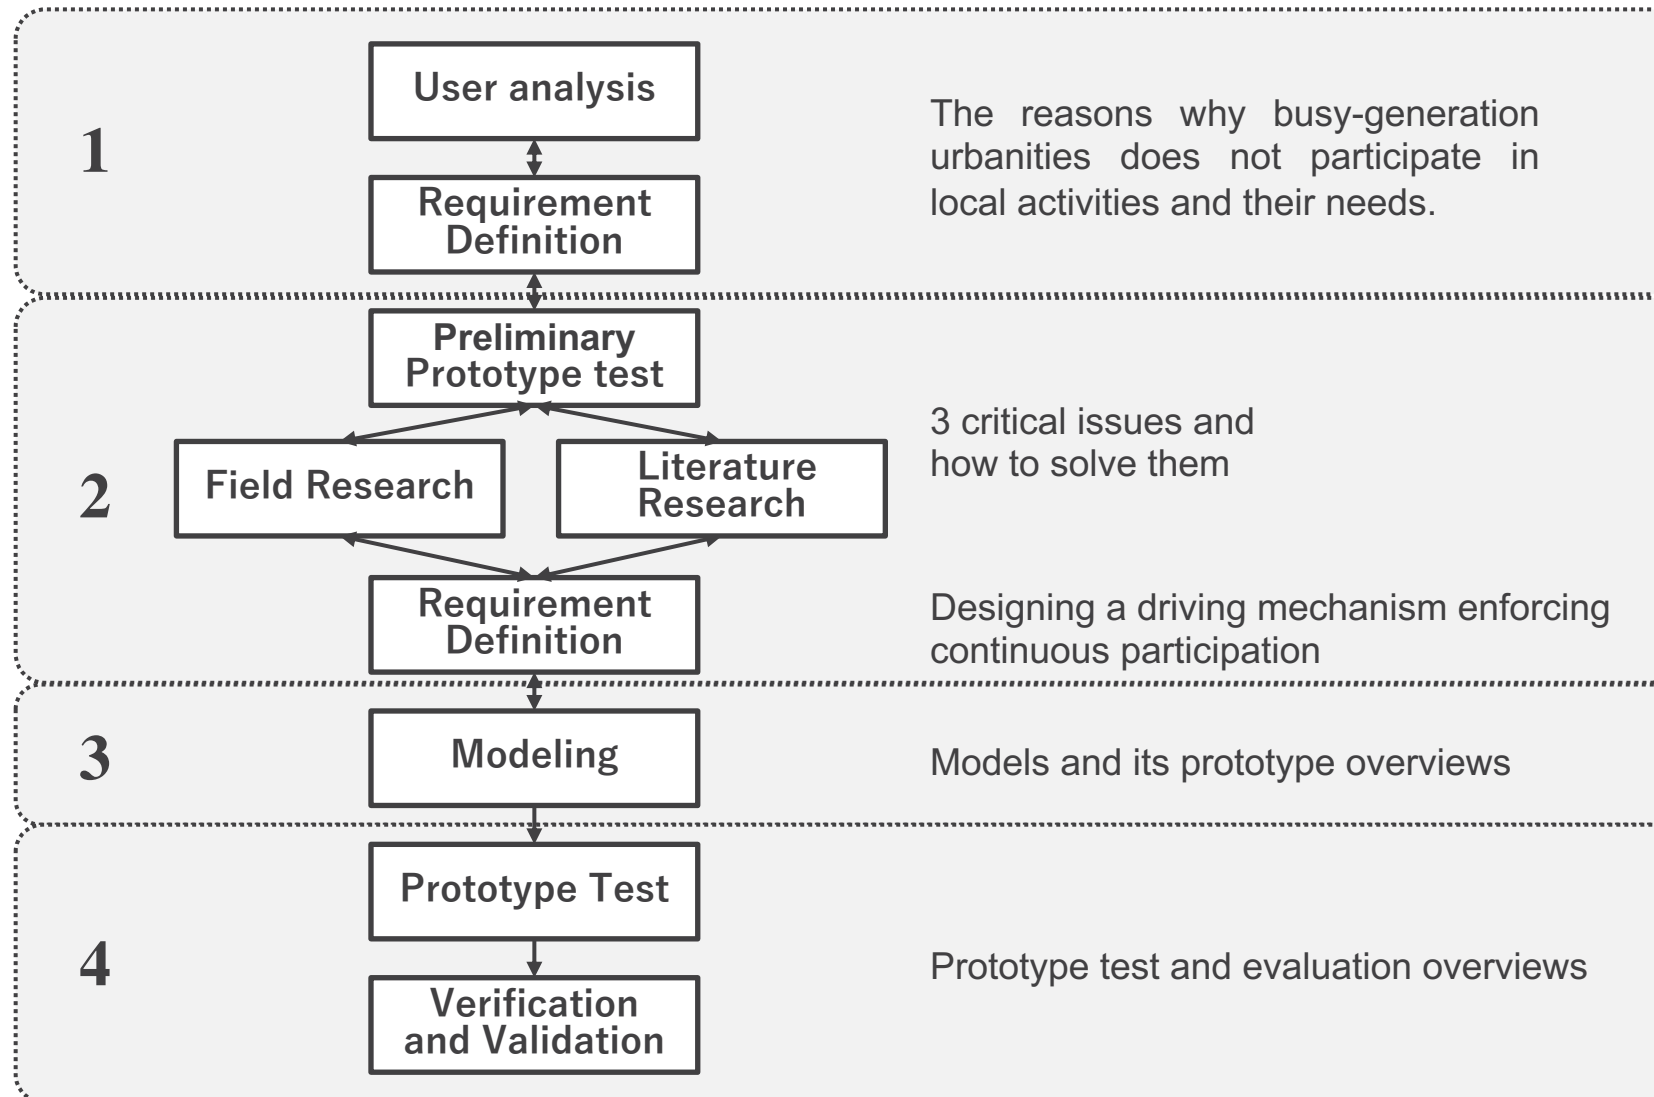 1
User analysis
Requirement
Definition
The reasons why busy-generation
urbanities does not participate in
local activities and their needs.
2
Preliminary
Prototype test
Field Research
Literature
Research
Requirement
Definition
3 critical issues and
how to solve them
Designing a driving mechanism enforcing
continuous participation
3
Modeling
Models and its prototype overviews
4
Prototype Test
Verification
and Validation
Prototype test and evaluation overviews